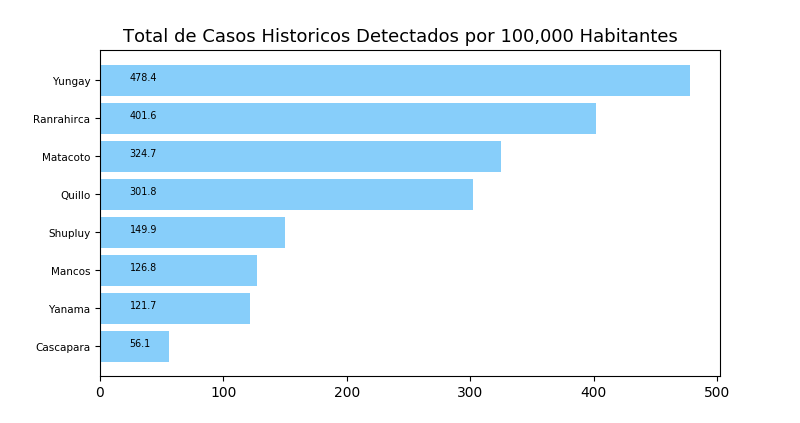 Total de Casos Historicos Detectados por 100,000 Habitantes
Yungay 478.4
Ranrahirca 401.6
Matacoto 324.7
Quillo 301.8
Shupluy 149.9
Mancos 126.8
Yanama 121.7
Cascapara 56.1
0 100 200 300 400 500